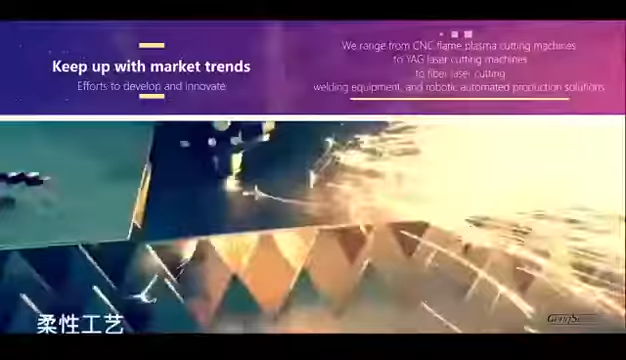 Keep up with market trends
Efforts to develop and innovate
We range from CNC flame plasma cutting machines
to YAG laser cutting machines
to fiber laser cutting
welding equipment, and robotic automated production solutions
柔性工艺